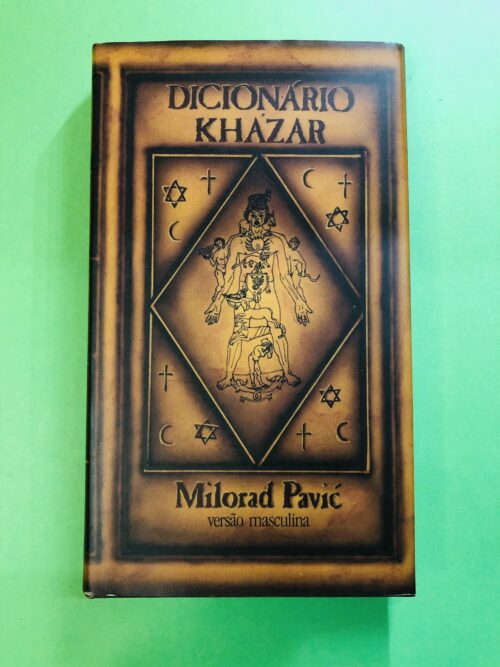 DICIONÁRIO
KHAZAR
Milorad Pavić
versão masculina